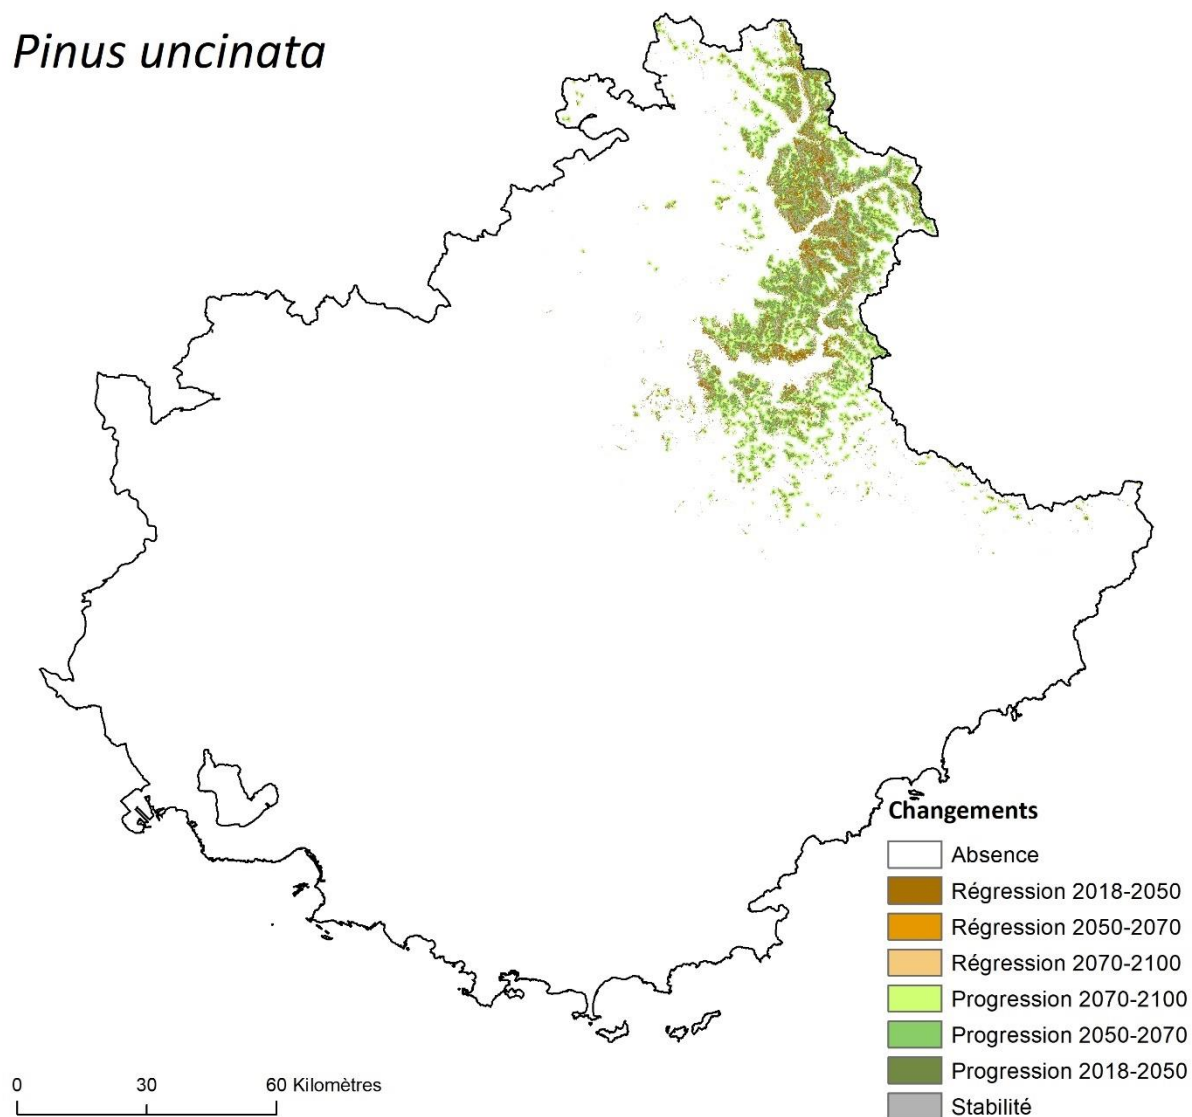 Pinus uncinata
Changements
Absence
Régression 2018-2050
Régression 2050-2070
Régression 2070-2100
Progression 2070-2100
Progression 2050-2070
Progression 2018-2050
Stabilité
0 30 60 Kilomètres